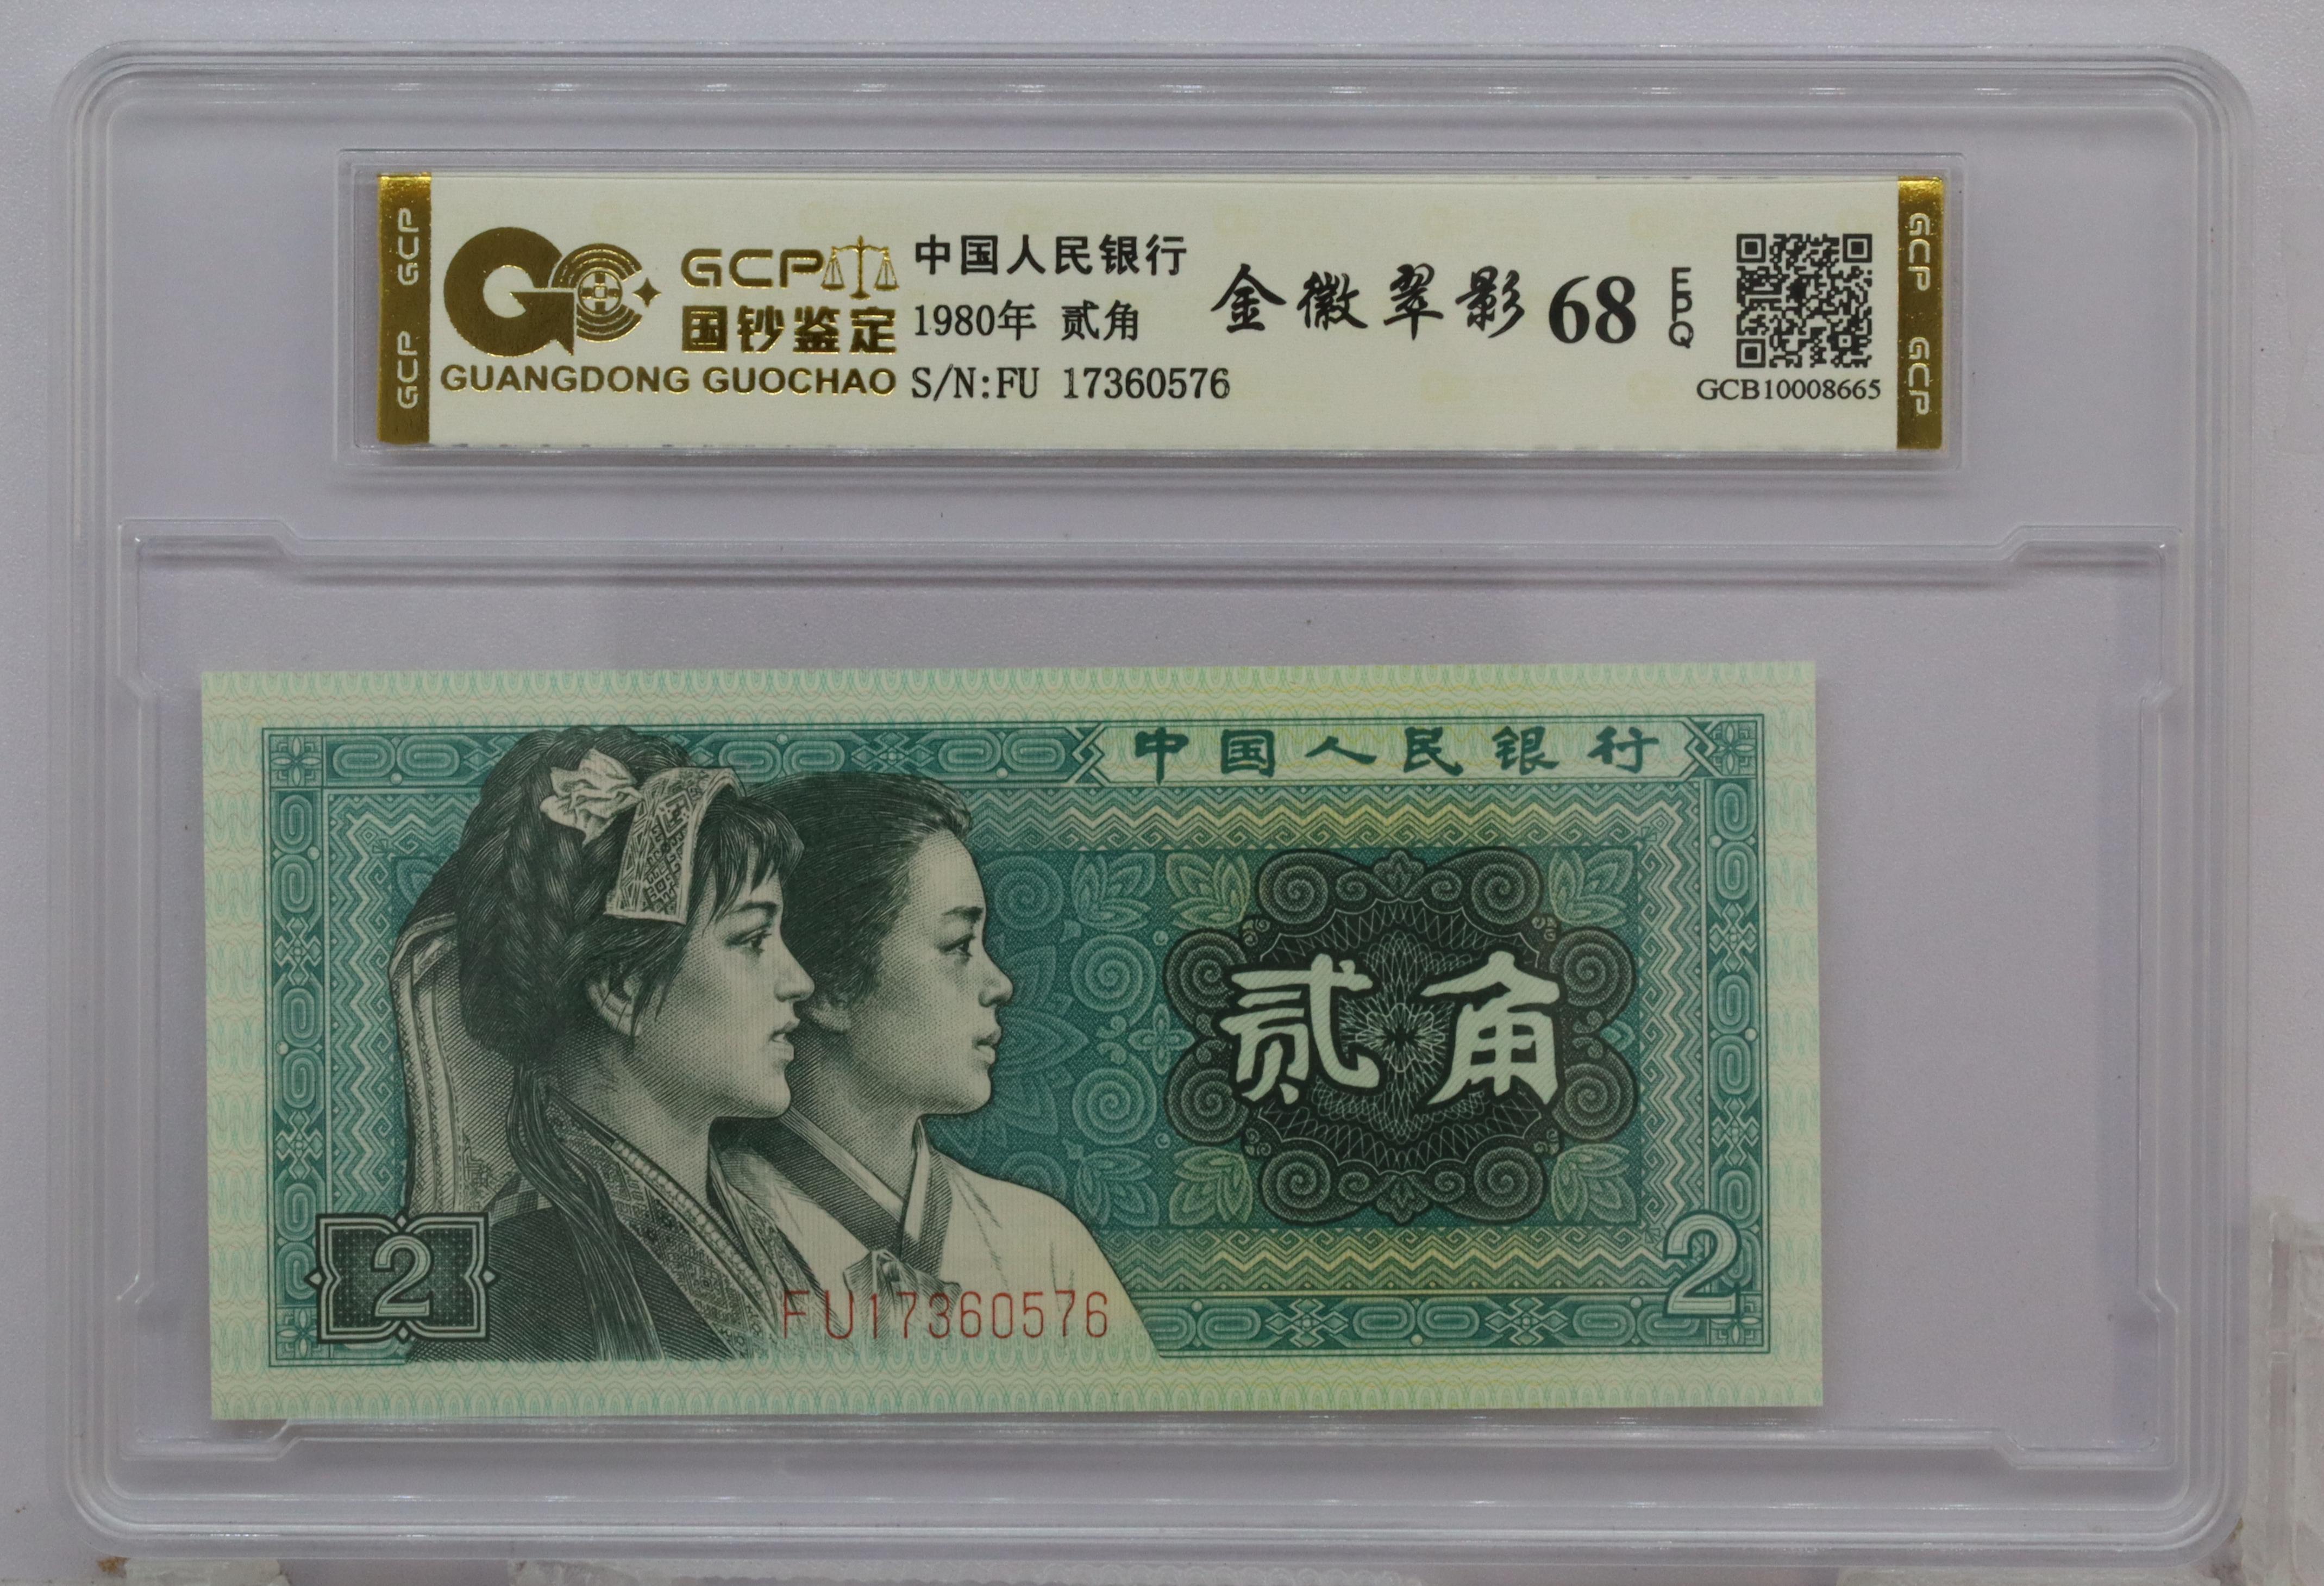 GCP
GCP
GCP
国钞鉴定
GUANGDONG GUOCHAO
中国人民银行
1980年 贰角
S/N:FU 17360576
金徽翠影 68
EPQ
GCB10008665
GCP
GCP
中国人民银行
贰角
2
2
FU17360576